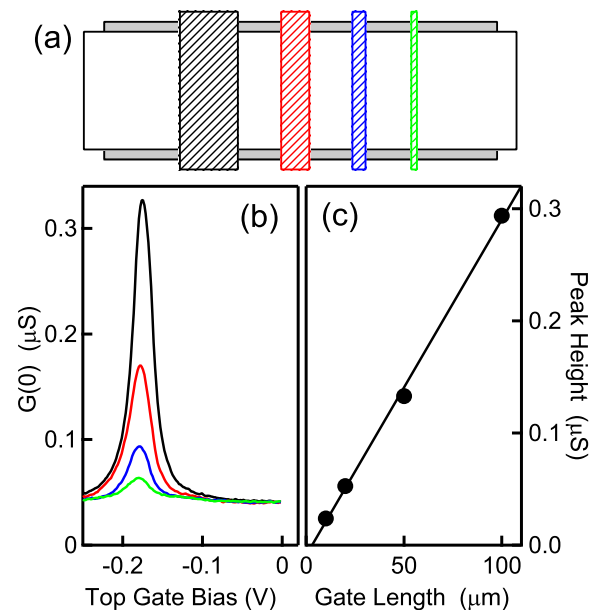 (a)
(b)
(c)
0.3
0.2
0.1
0
G(0) (μS)
-0.2
-0.1
0
Top Gate Bias (V)
0.3
0.2
0.1
0.0
Peak Height (μS)
0
50
100
Gate Length (μm)